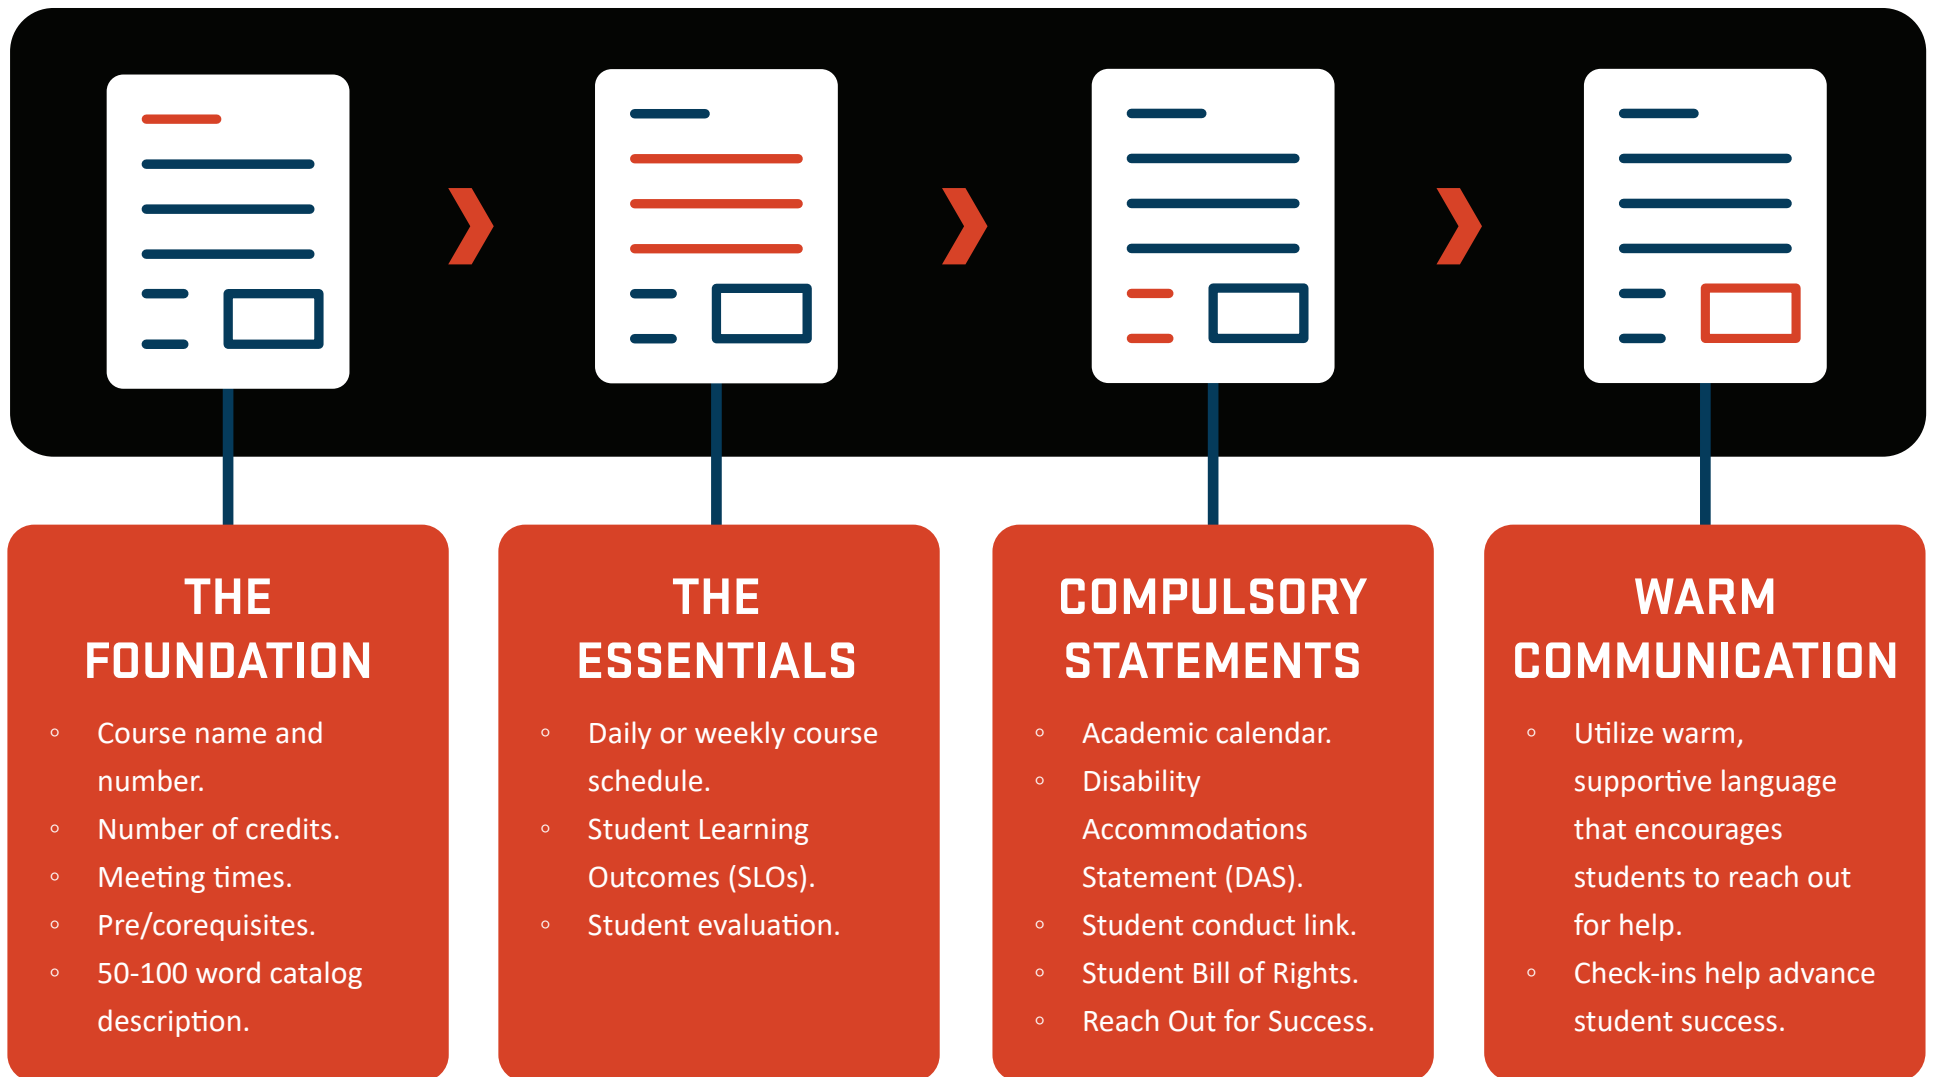 THE
FOUNDATION
◦ Course name and
number.
◦ Number of credits.
◦ Meeting times.
◦ Pre/corequisites.
◦ 50-100 word catalog
description.
THE
ESSENTIALS
◦ Daily or weekly course
schedule.
◦ Student Learning
Outcomes (SLOs).
◦ Student evaluation.
COMPULSORY
STATEMENTS
◦ Academic calendar.
◦ Disability
Accommodations
Statement (DAS).
◦ Student conduct link.
◦ Student Bill of Rights.
◦ Reach Out for Success.
WARM
COMMUNICATION
◦ Utilize warm,
supportive language
that encourages
students to reach out
for help.
◦ Check-ins help advance
student success.